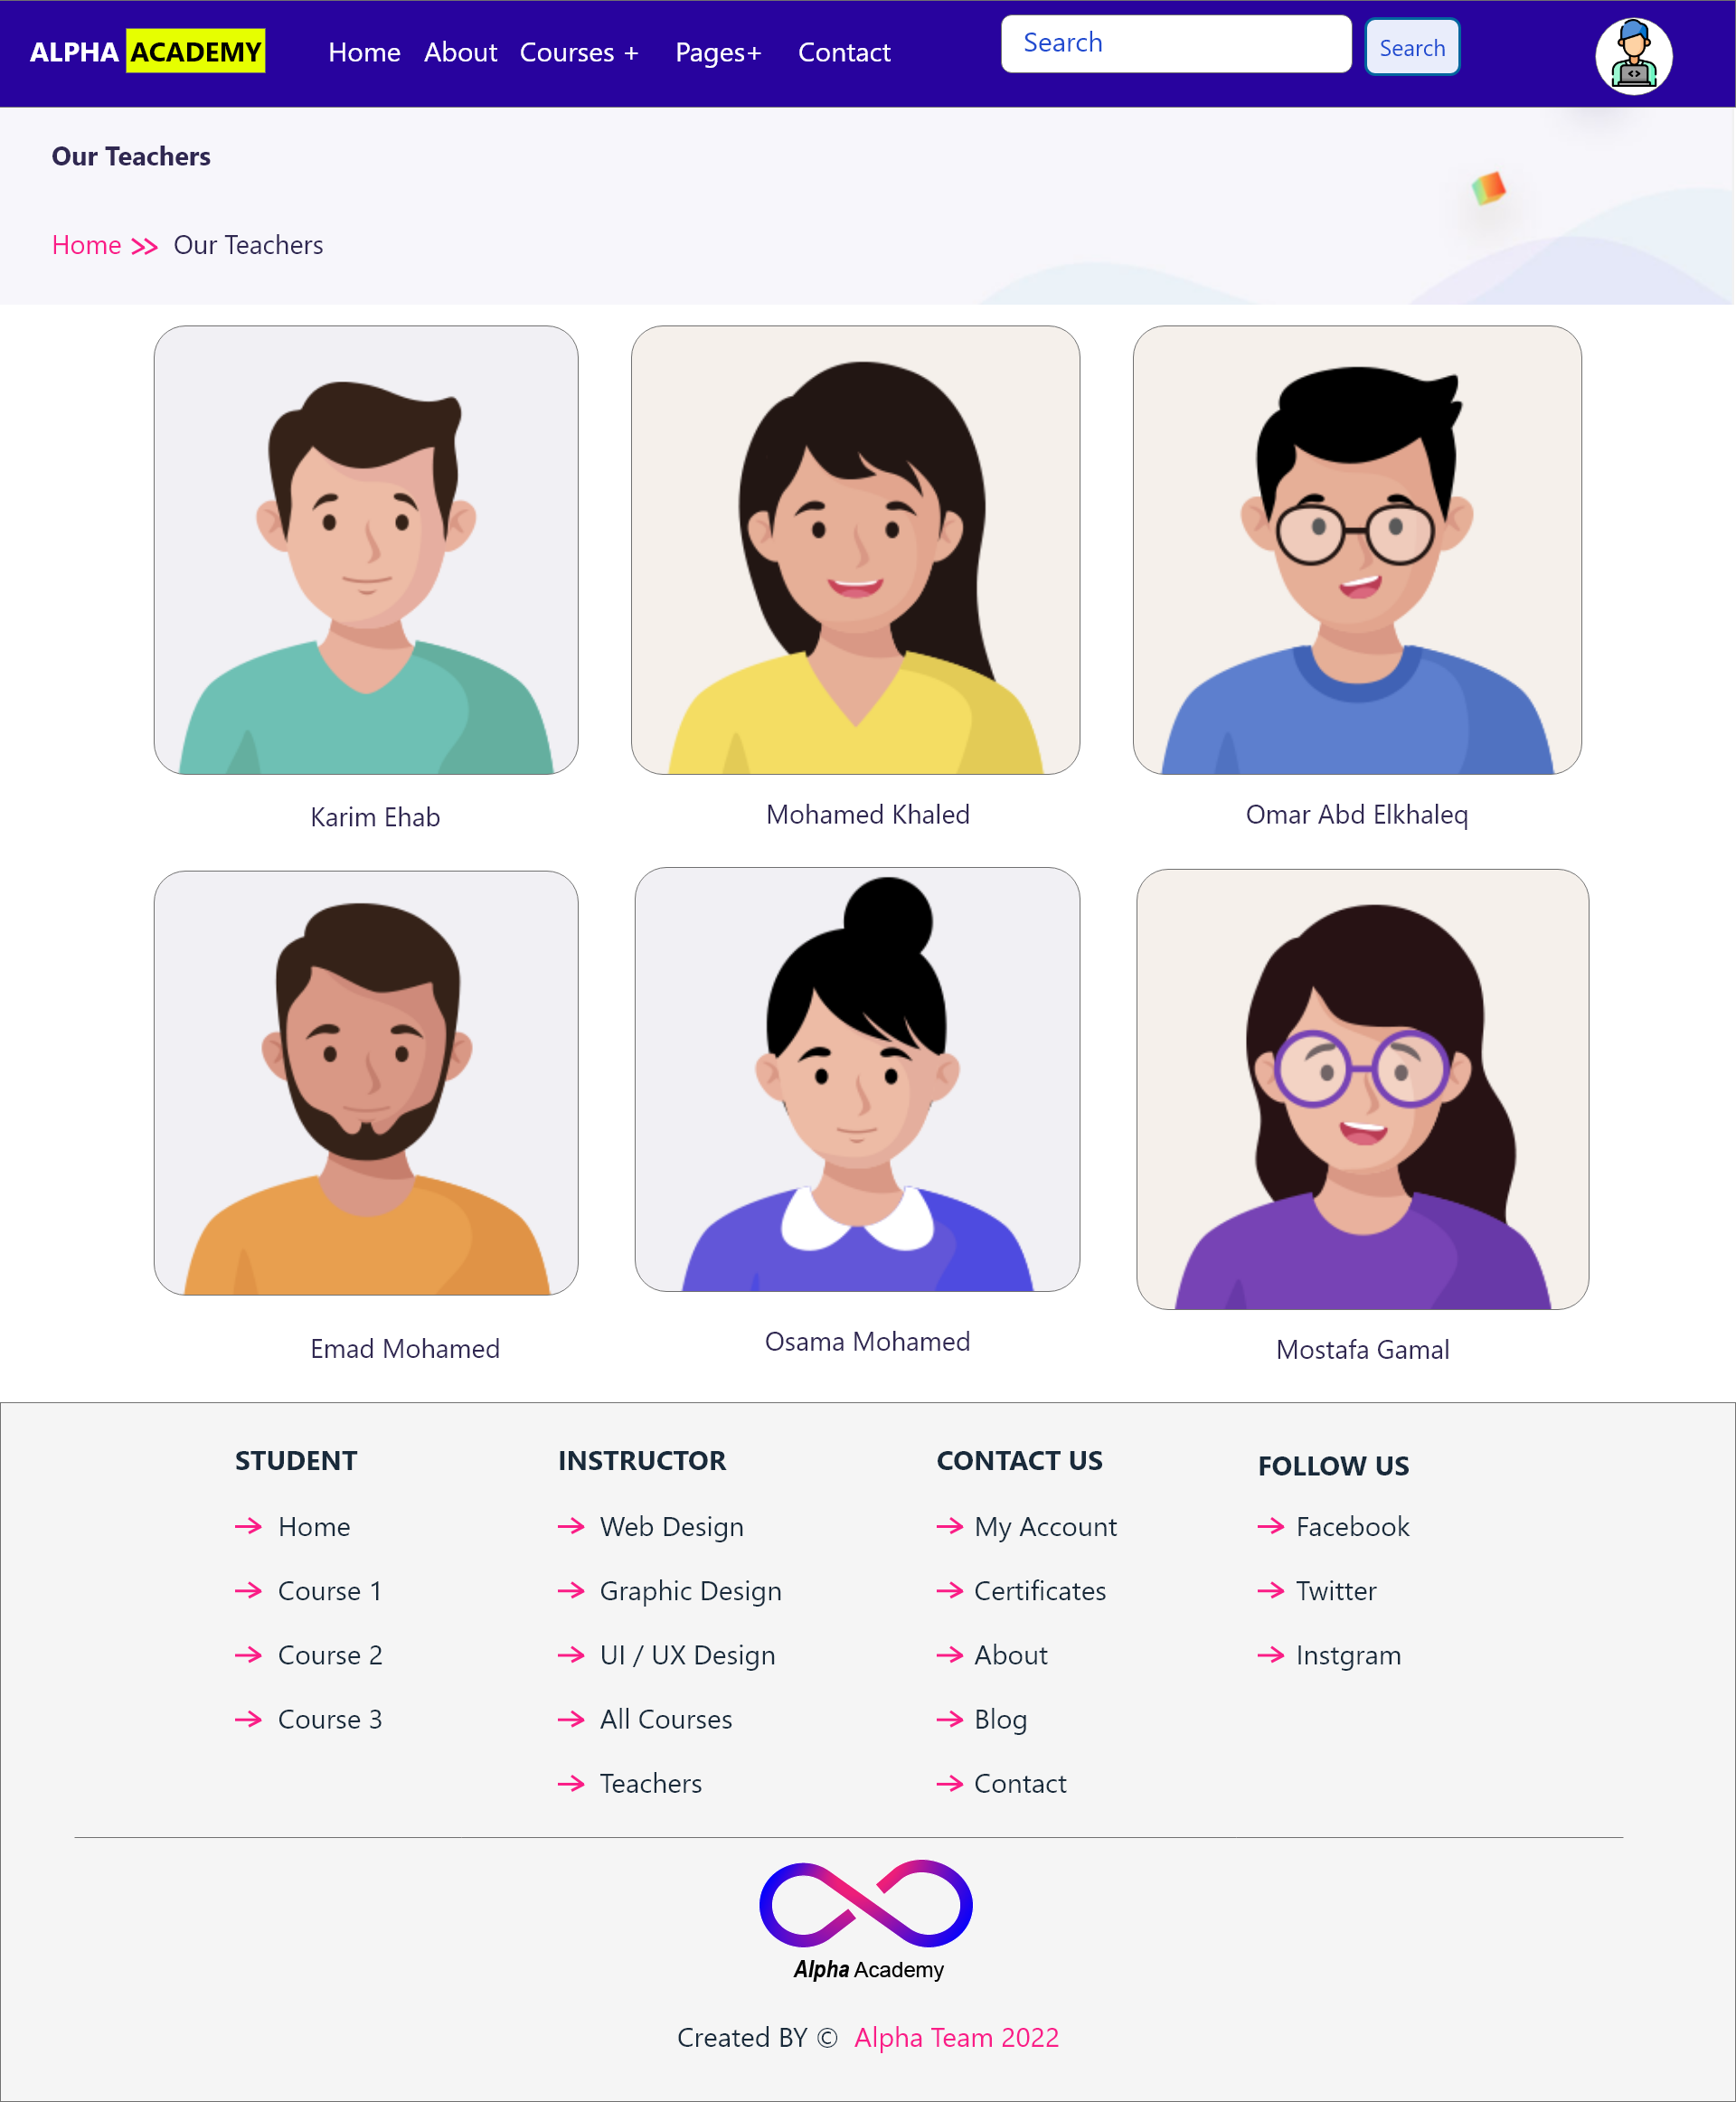 ALPHA ACADEMY Home About Courses + Pages+ Contact Search Search
Our Teachers
Home >> Our Teachers
Karim Ehab Mohamed Khaled Omar Abd Elkhaleq
Emad Mohamed Osama Mohamed Mostafa Gamal
STUDENT
Home
Course 1
Course 2
Course 3
INSTRUCTOR
Web Design
Graphic Design
UI / UX Design
All Courses
Teachers
CONTACT US
My Account
Certificates
About
Blog
Contact
FOLLOW US
Facebook
Twitter
Instgram
Alpha Academy
Created BY © Alpha Team 2022